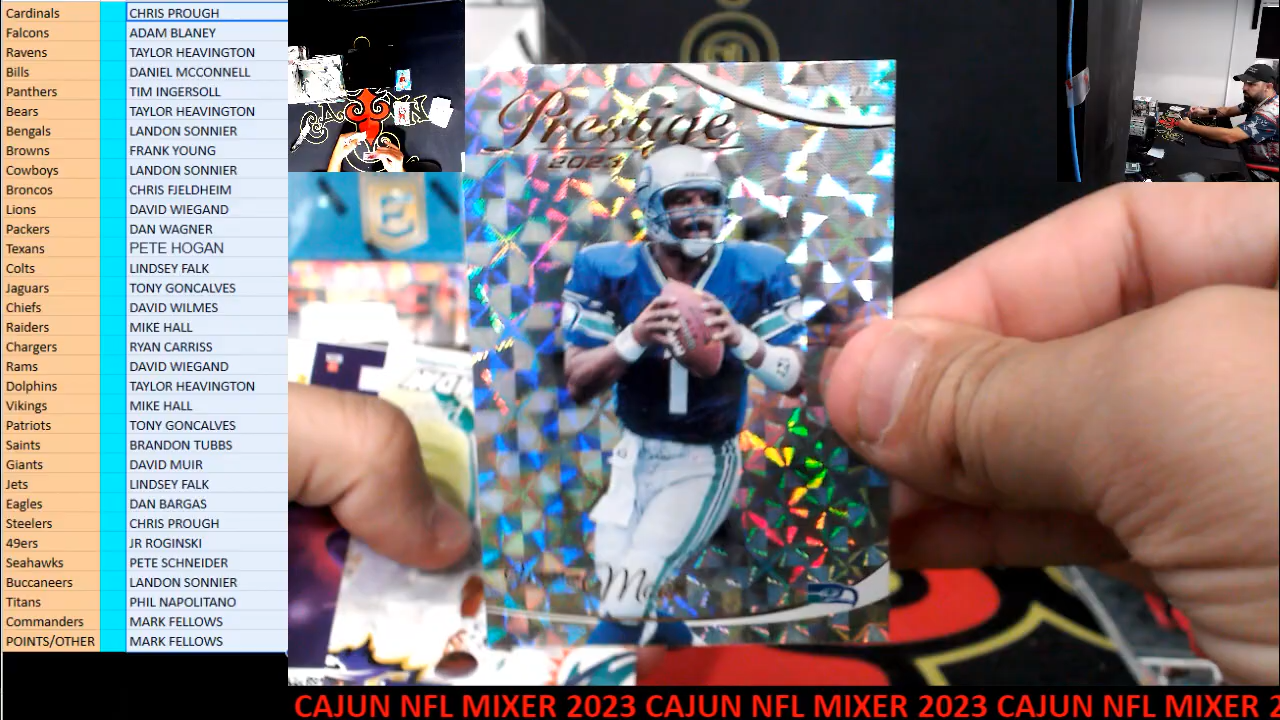 Cardinals CHRIS PROUGH
Falcons ADAM BLANEY
Ravens TAYLOR HEAVINGTON
Bills DANIEL MCCONNELL
Panthers TIM INGERSOLL
Bears TAYLOR HEAVINGTON
Bengals LANDON SONNIER
Browns FRANK YOUNG
Cowboys LANDON SONNIER
Broncos CHRIS FJELDHEIM
Lions DAVID WIEGAND
Packers DAN WAGNER
Texans PETE HOGAN
Colts LINDSEY FALK
Jaguars TONY GONCALVES
Chiefs DAVID WILMES
Raiders MIKE HALL
Chargers RYAN CARRISS
Rams DAVID WIEGAND
Dolphins TAYLOR HEAVINGTON
Vikings MIKE HALL
Patriots TONY GONCALVES
Saints BRANDON TUBBS
Giants DAVID MUIR
Jets LINDSEY FALK
Eagles DAN BARGAS
Steelers CHRIS PROUGH
49ers JR ROGINSKI
Seahawks PETE SCHNEIDER
Buccaneers LANDON SONNIER
Titans PHIL NAPOLITANO
Commanders MARK FELLOWS
POINTS/OTHER MARK FELLOWS
Prestige
2023
1
CAJUN NFL MIXER 2023 CAJUN NFL MIXER 2023 CAJUN NFL MIXER 2